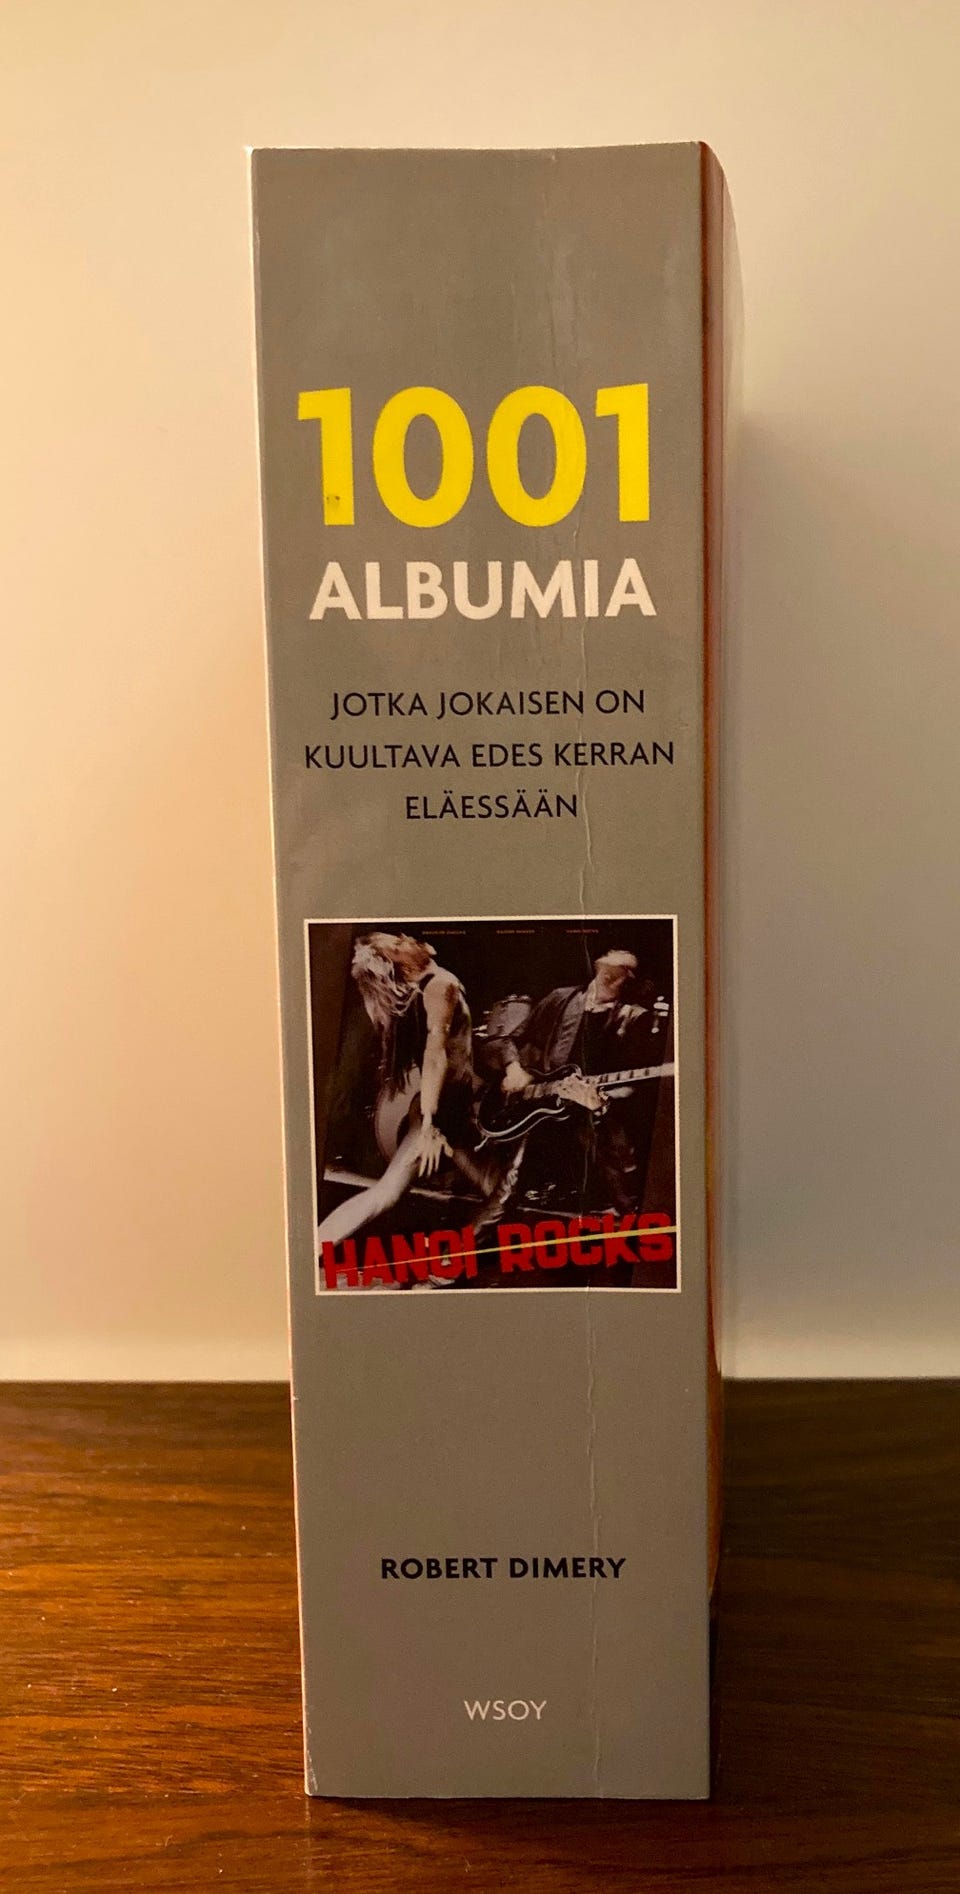 1001
ALBUMIA
JOTKA JOKAISEN ON
KUULTAVA EDES KERRAN
ELÄESSÄÄN
HANOI ROCKS
ROBERT DIMERY
WSOY